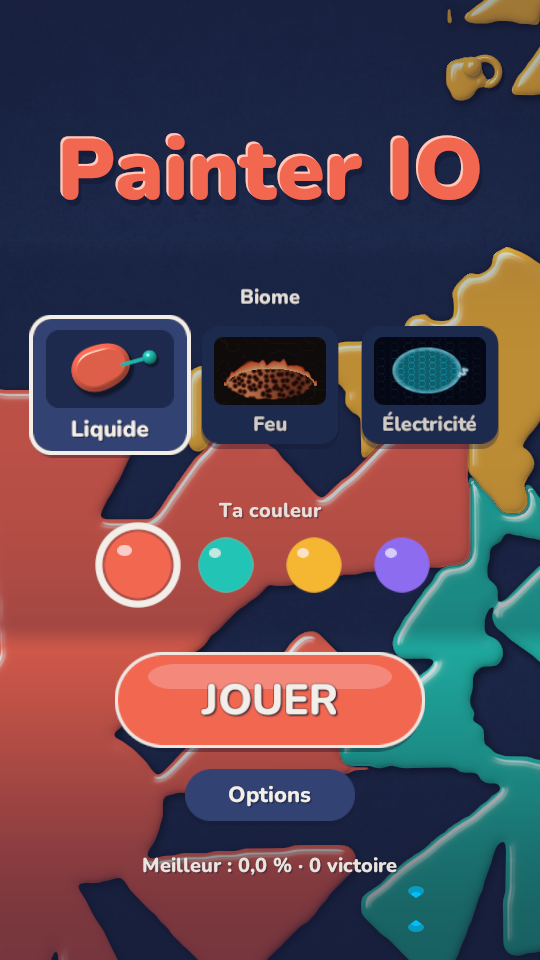 Painter IO
Biome
Liquide
Feu
Électricité
Ta couleur
JOUER
Options
Meilleur : 0,0 % · 0 victoire